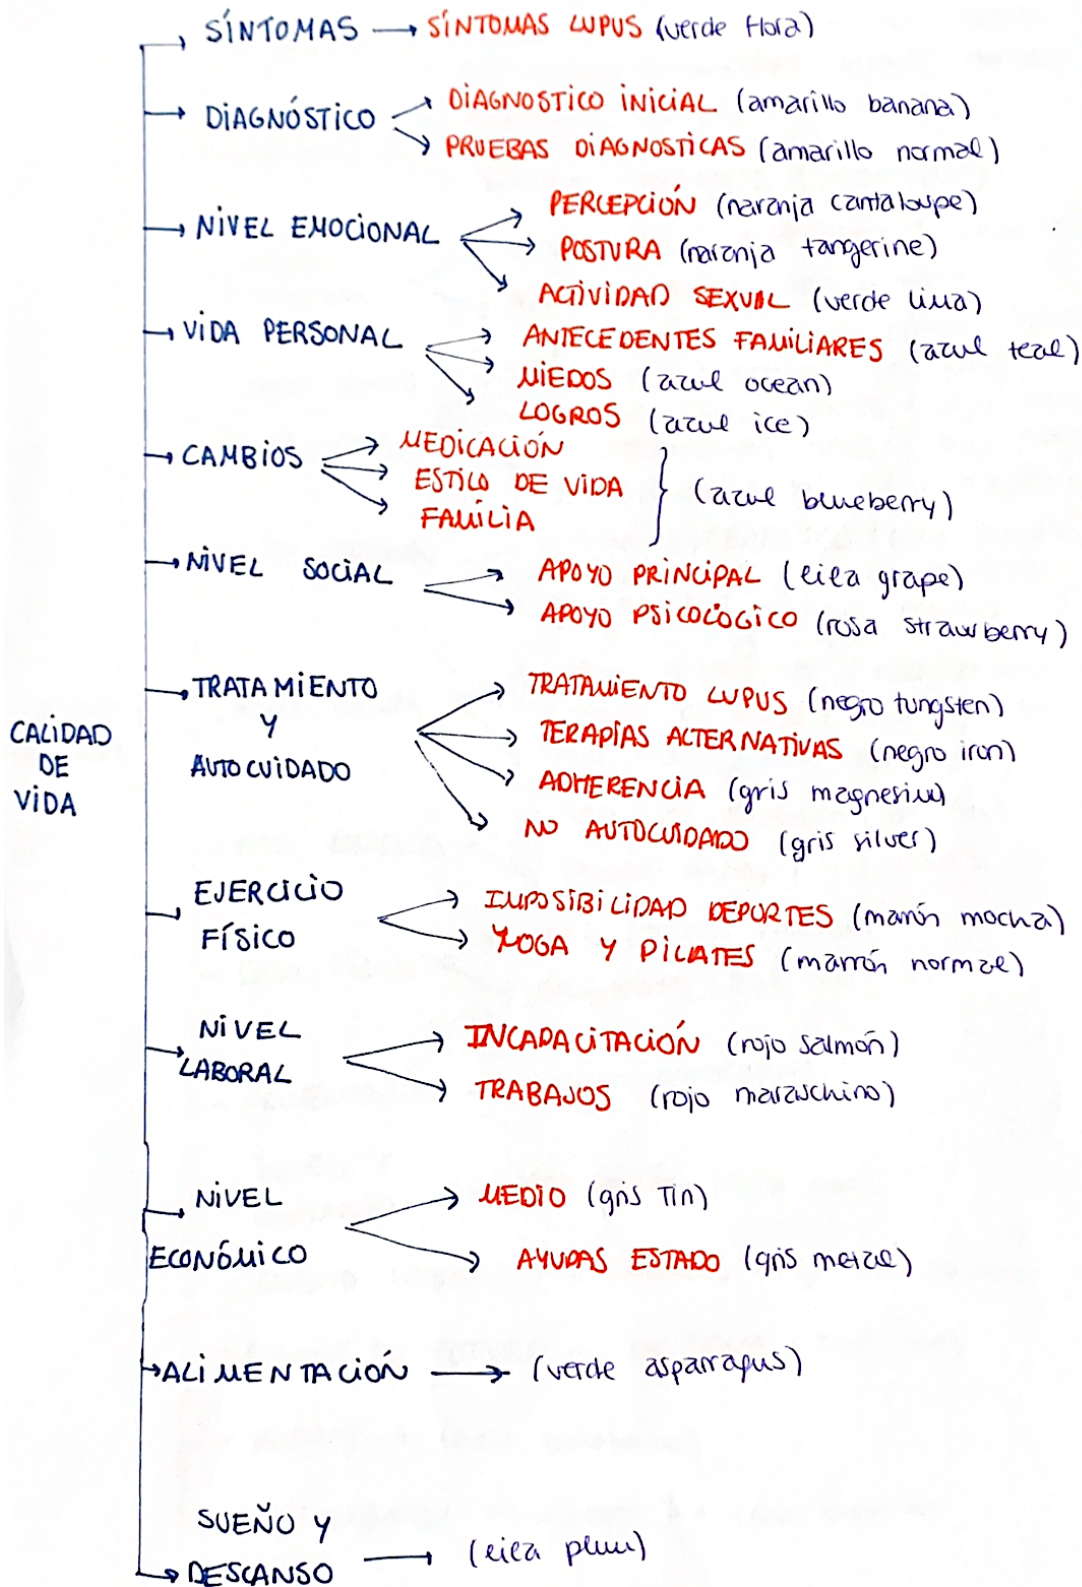 SÍNTOMAS → SÍNTOMAS LUPUS (verde flora)
DIAGNÓSTICO
DIAGNOSTICO INICIAL (amarillo banana)
PRUEBAS DIAGNOSTICAS (amarillo normal)
NIVEL EMOCIONAL
PERCEPCIÓN (naranja cantaloupe)
POSTURA (naranja tangerine)
ACTIVIDAD SEXUAL (verde lima)
VIDA PERSONAL
ANTECEDENTES FAMILIARES (azul teal)
MIEDOS (azul ocean)
LOGROS (azul ice)
CAMBIOS
MEDICACIÓN
ESTILO DE VIDA
FAMILIA
(azul blueberry)
NIVEL SOCIAL
APOYO PRINCIPAL (lila grape)
APOYO PSICOLÓGICO (rosa strawberry)
CALIDAD
DE
VIDA
TRATAMIENTO
Y
AUTOCUIDADO
TRATAMIENTO LUPUS (negro tungsten)
TERAPÍAS ALTERNATIVAS (negro iron)
ADHERENCIA (gris magnesium)
NO AUTOCUIDADO (gris silver)
EJERCICIO
FÍSICO
IMPOSIBILIDAD DEPORTES (marrón mocha)
YOGA Y PILATES (marrón normal)
NIVEL
LABORAL
INCAPACITACIÓN (rojo salmón)
TRABAJOS (rojo maraschino)
NIVEL
ECONÓMICO
MEDIO (gris Tin)
AYUDAS ESTADO (gris metal)
ALIMENTACIÓN → (verde asparragus)
SUEÑO Y
DESCANSO → (lila plum)